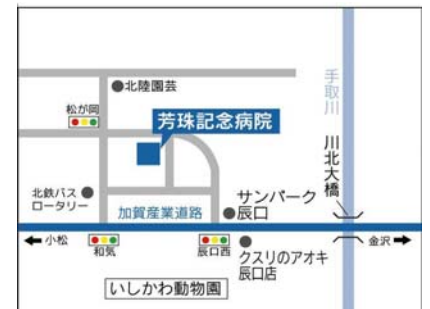 北陸園芸
松が岡
芳珠記念病院
手取川
川北大橋
北鉄バス
ロータリー
加賀産業道路
サンパーク
辰口
小松
和気
辰口西
クスリのアオキ
辰口店
金沢
いしかわ動物園